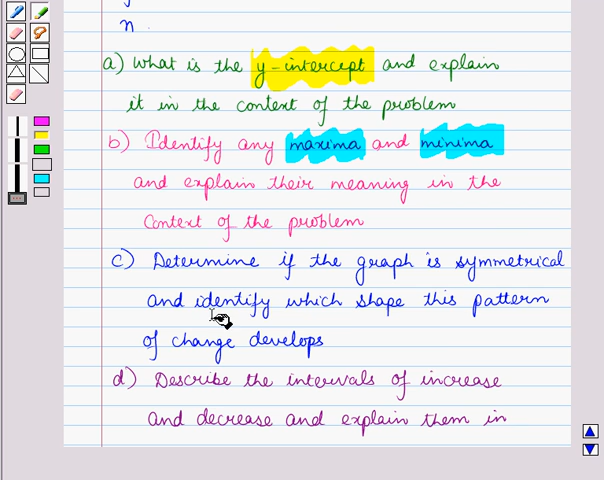 n.
a) What is the y-intercept and explain
it in the context of the problem
b) Identify any maxima and minima
and explain their meaning in the
Context of the problem
c) Determine if the graph is symmetrical
and identify which shape this pattern
of change develops
d) Describe the intervals of increase
and decrease and explain them in